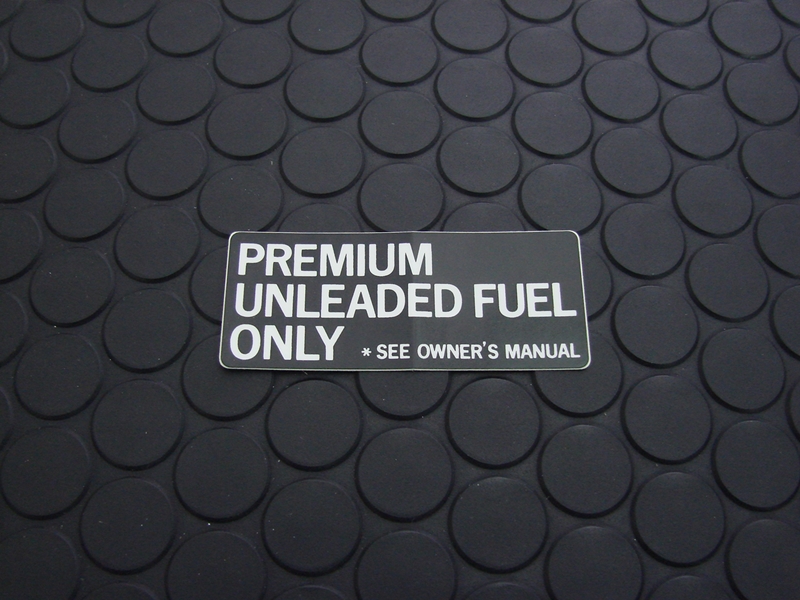 PREMIUM
UNLEADED FUEL
ONLY * SEE OWNER'S MANUAL